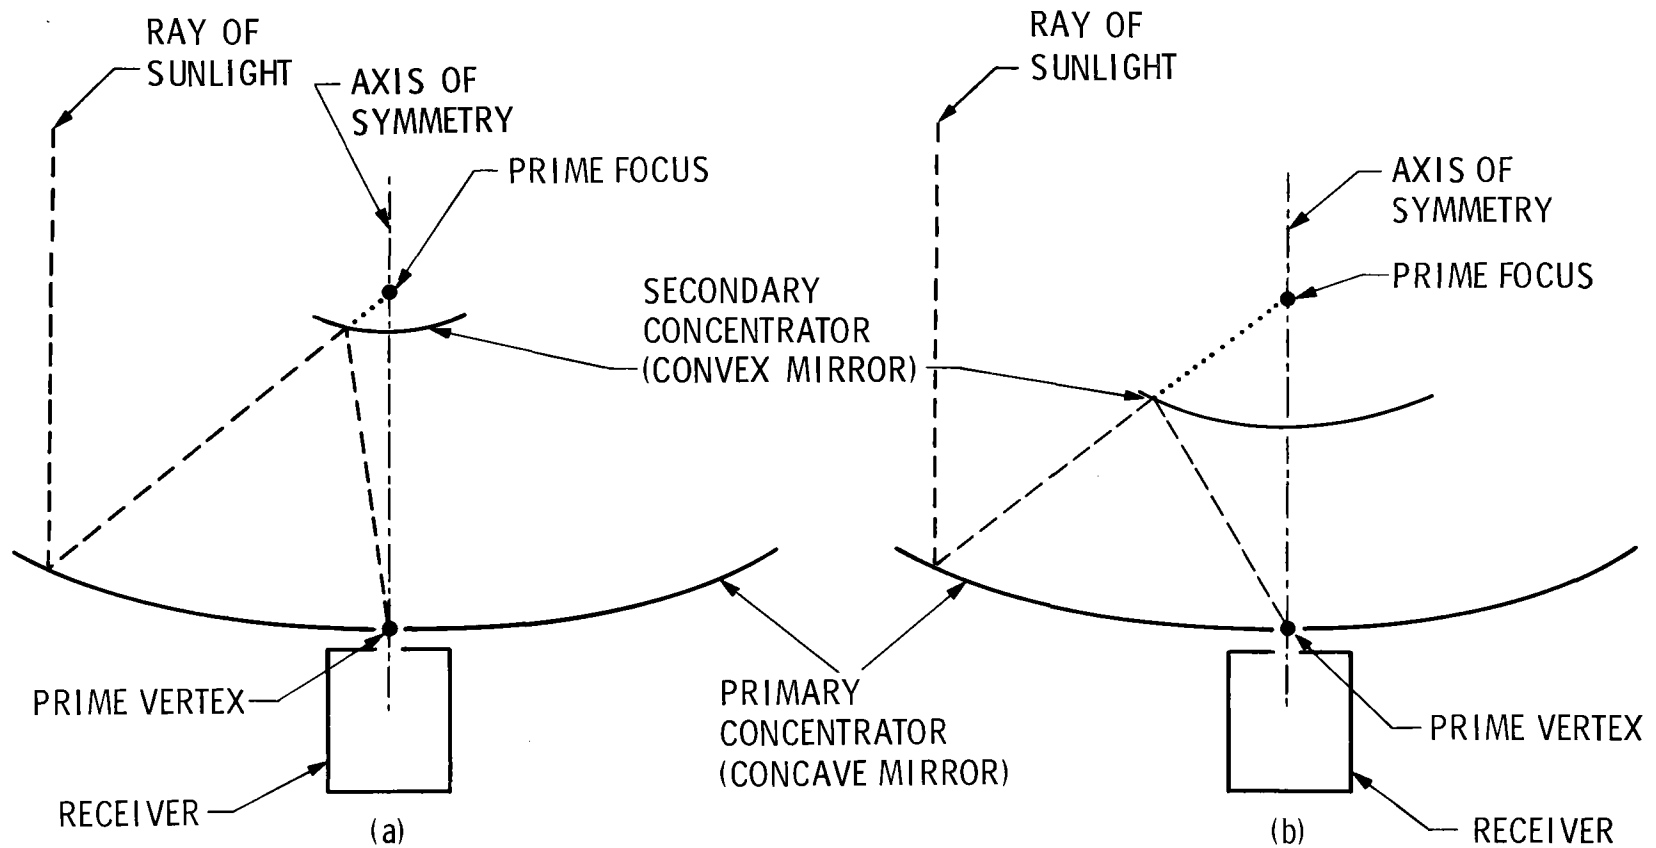 RAY OF
SUNLIGHT
AXIS OF
SYMMETRY
PRIME FOCUS
SECONDARY
CONCENTRATOR
(CONVEX MIRROR)
PRIME VERTEX
RECEIVER
(a)
PRIMARY
CONCENTRATOR
(CONCAVE MIRROR)
RAY OF
SUNLIGHT
AXIS OF
SYMMETRY
PRIME FOCUS
PRIME VERTEX
RECEIVER
(b)